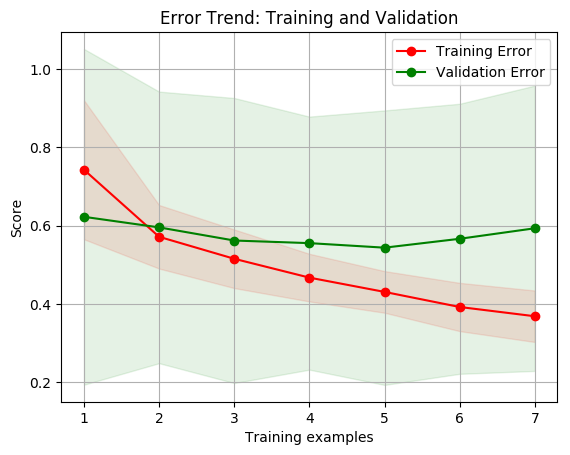 Error Trend: Training and Validation
Training Error
Validation Error
Score
1.0
0.8
0.6
0.4
0.2
1 2 3 4 5 6 7
Training examples